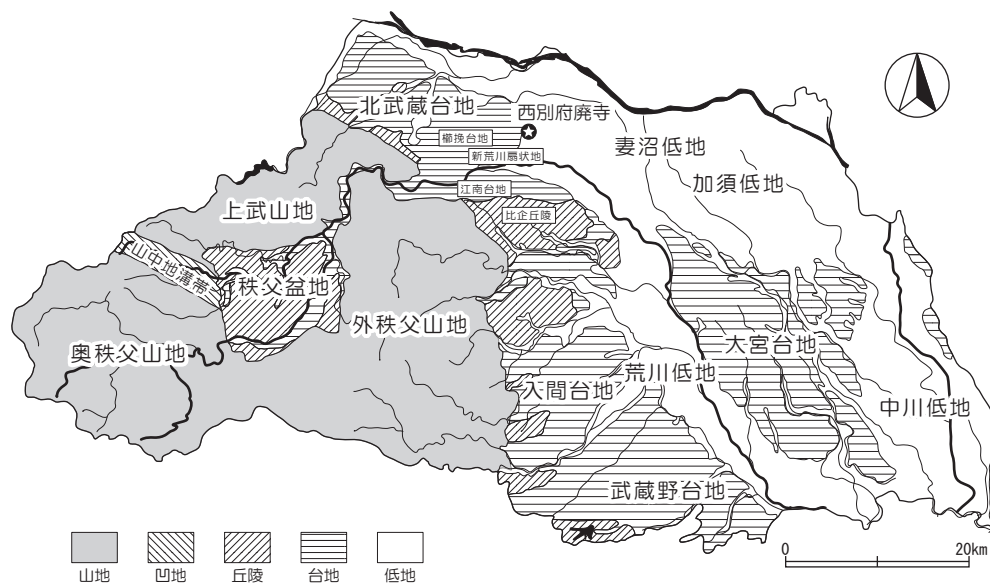 北武蔵台地
西別府廃寺
櫛挽台地
妻沼低地
新荒川扇状地
加須低地
江南台地
上武山地
比企丘陵
山中地溝帯
秩父盆地
外秩父山地
大宮台地
奥秩父山地
荒川低地
入間台地
中川低地
武蔵野台地
0 20km
山地 凹地 丘陵 台地 低地